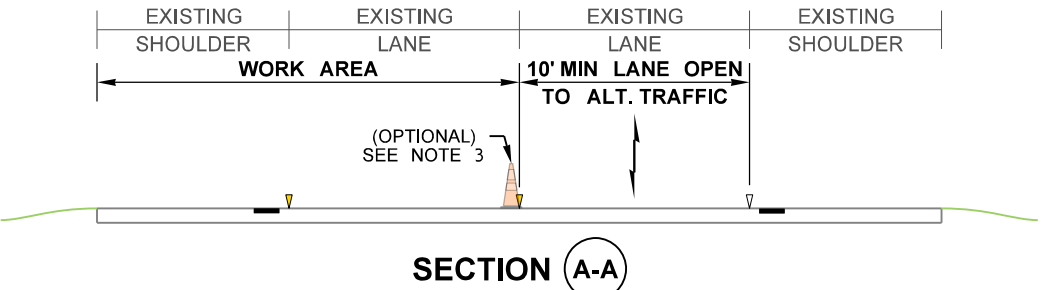 EXISTING EXISTING EXISTING EXISTING
SHOULDER LANE LANE SHOULDER
WORK AREA 10' MIN LANE OPEN
TO ALT. TRAFFIC
(OPTIONAL)
SEE NOTE 3
SECTION A-A